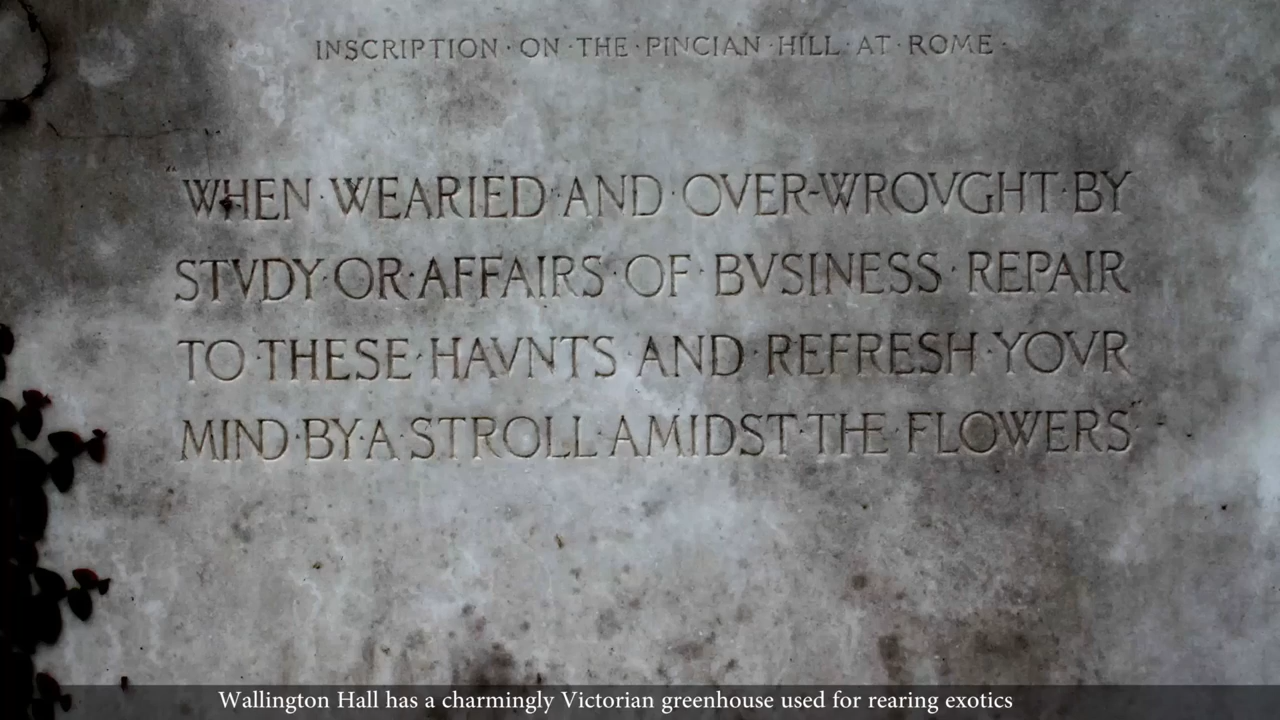 INSCRIPTION·ON·THE·PINCIAN·HILL·AT·ROME·
"WHEN·WEARIED·AND·OVER-WROVGHT·BY
STVDY·OR·AFFAIRS·OF·BVSINESS·REPAIR
TO·THESE·HAVNTS·AND·REFRESH·YOVR
MIND·BY·A·STROLL·AMIDST·THE·FLOWERS"
Wallington Hall has a charmingly Victorian greenhouse used for rearing exotics